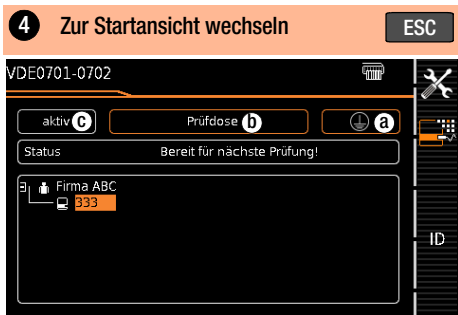 4 Zur Startansicht wechseln ESC
VDE0701-0702
aktiv c Prüfdose b a
Status Bereit für nächste Prüfung!
Firma ABC
333
ID